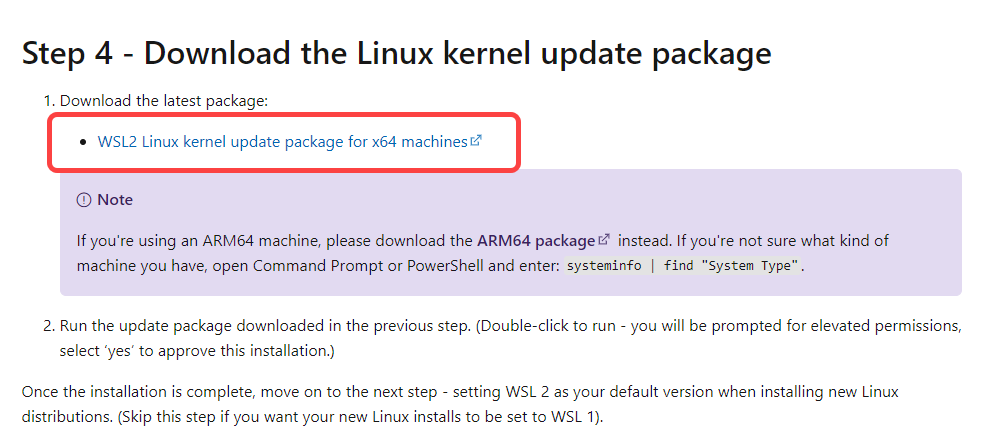 Step 4 - Download the Linux kernel update package
1. Download the latest package:
• WSL2 Linux kernel update package for x64 machines
Note
If you're using an ARM64 machine, please download the ARM64 package instead. If you're not sure what kind of
machine you have, open Command Prompt or PowerShell and enter: systeminfo | find "System Type".
2. Run the update package downloaded in the previous step. (Double-click to run - you will be prompted for elevated permissions,
select ‘yes’ to approve this installation.)
Once the installation is complete, move on to the next step - setting WSL 2 as your default version when installing new Linux
distributions. (Skip this step if you want your new Linux installs to be set to WSL 1).